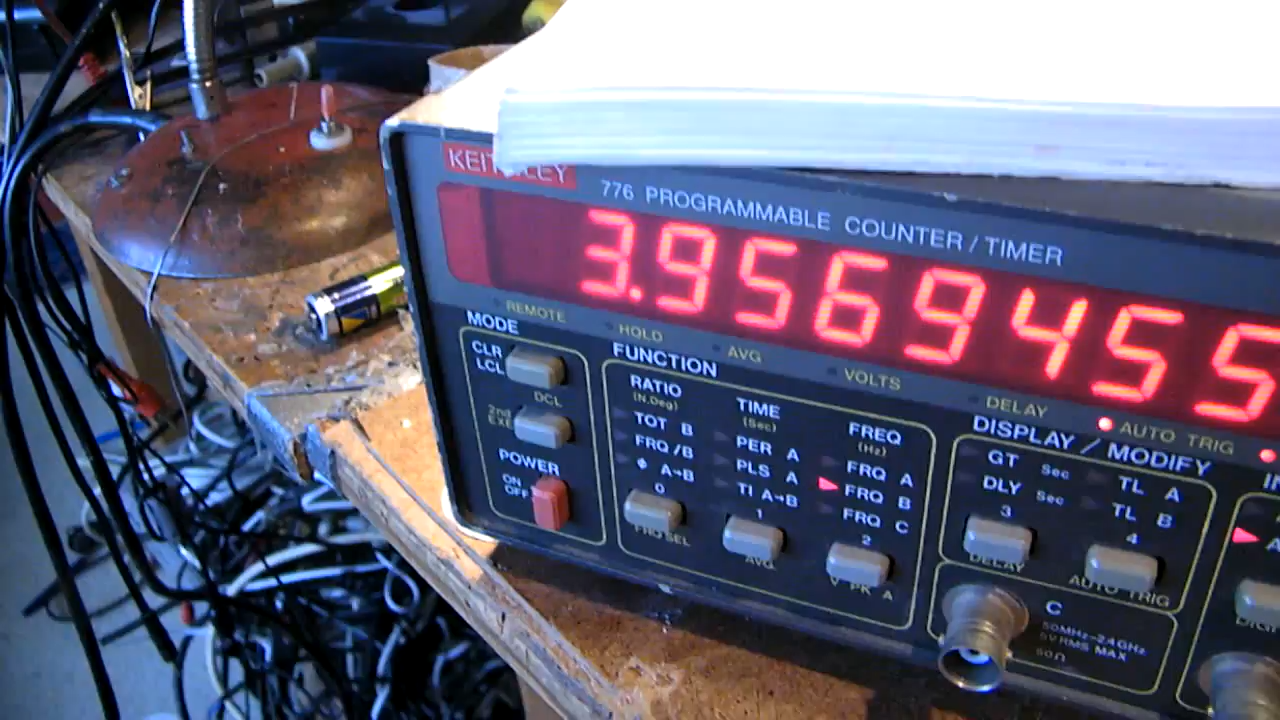 KEITHLEY
776 PROGRAMMABLE COUNTER / TIMER
3.9569455
REMOTE
HOLD
AVG
VOLTS
DELAY
AUTO TRIG
MODE
CLR
LCL
DCL
2nd
EXE
POWER
ON
OFF
FUNCTION
RATIO
(N,Deg)
TOT B
FRQ/B
Φ A→B
0
FRQ SEL
TIME
(Sec)
PER A
PLS A
TI A→B
1
AVG
FREQ
(Hz)
FRQ A
FRQ B
FRQ C
2
V PK A
DISPLAY / MODIFY
GT Sec
DLY Sec
3
DELAY
TL A
TL B
4
AUTO TRIG
C
50MHz-2.4GHz
5V RMS MAX
50Ω